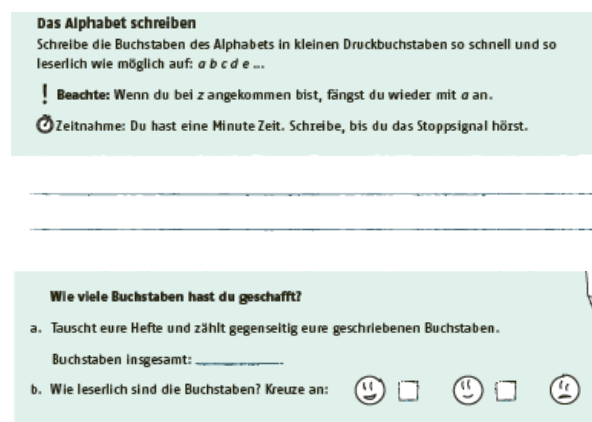 Das Alphabet schreiben
Schreibe die Buchstaben des Alphabets in kleinen Druckbuchstaben so schnell und so
leserlich wie möglich auf: a b c d e ...
! Beachte: Wenn du bei z angekommen bist, fängst du wieder mit a an.
Zeitnahme: Du hast eine Minute Zeit. Schreibe, bis du das Stoppsignal hörst.
Wie viele Buchstaben hast du geschafft?
a. Tauscht eure Hefte und zählt gegenseitig eure geschriebenen Buchstaben.
Buchstaben insgesamt:
b. Wie leserlich sind die Buchstaben? Kreuze an: